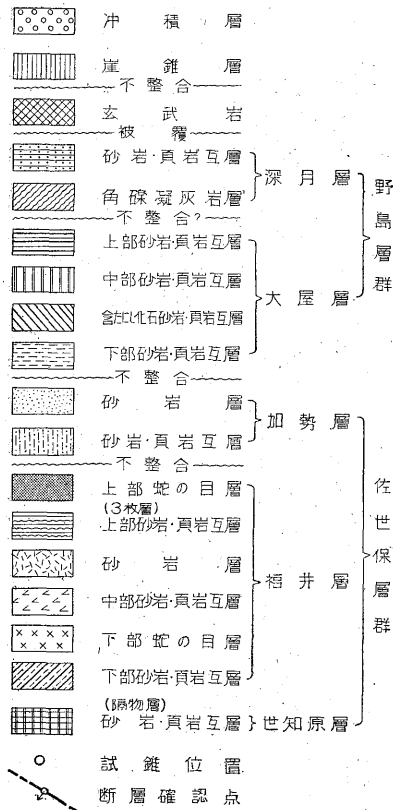 冲積層
崖錐層
不整合
玄武岩
被覆
砂岩・頁岩互層
深月層
角礫凝灰岩層
不整合?
野島層群
上部砂岩・頁岩互層
中部砂岩・頁岩互層
大屋層
含たにし化石砂岩・頁岩互層
下部砂岩・頁岩互層
不整合
砂岩層
加勢層
砂岩・頁岩互層
不整合
上部蛇の目層
(3枚層)
上部砂岩・頁岩互層
佐世保層群
砂岩層
福井層
中部砂岩・頁岩互層
下部蛇の目層
下部砂岩・頁岩互層
(隔物層)
砂岩・頁岩互層}世知原層
試錐位置
断層確認点